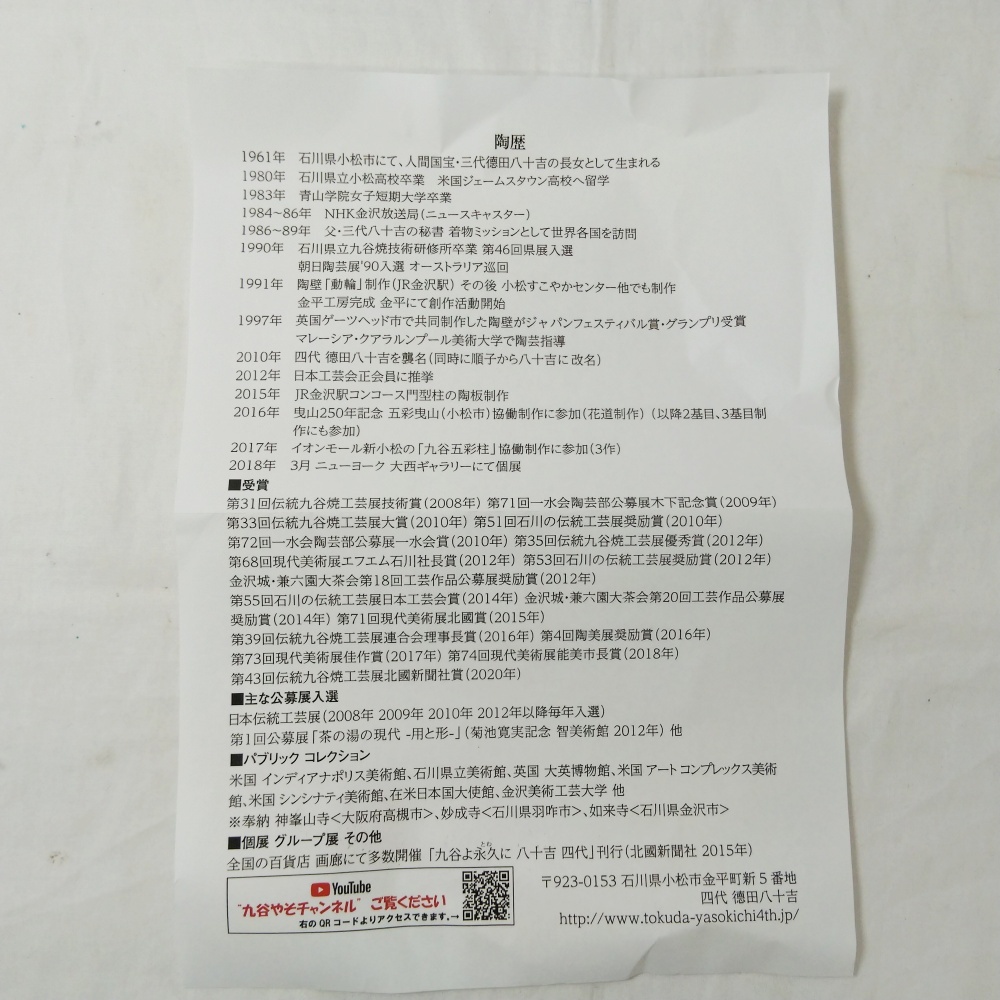 陶歴
1961年 石川県小松市にて、人間国宝・三代德田八十吉の長女として生まれる
1980年 石川県立小松高校卒業 米国ジェームスタウン高校へ留学
1983年 青山学院女子短期大学卒業
1984~86年 NHK金沢放送局(ニュースキャスター)
1986~89年 父・三代八十吉の秘書 着物ミッションとして世界各国を訪問
1990年 石川県立九谷焼技術研修所卒業 第46回県展入選
朝日陶芸展'90入選 オーストラリア巡回
1991年 陶壁「動輪」制作(JR金沢駅) その後 小松すこやかセンター他でも制作
金平工房完成 金平にて創作活動開始
1997年 英国ゲーツヘッド市で共同制作した陶壁がジャパンフェスティバル賞・グランプリ受賞
マレーシア・クアラルンプール美術大学で陶芸指導
2010年 四代 德田八十吉を襲名(同時に順子から八十吉に改名)
2012年 日本工芸会正会員に推挙
2015年 JR金沢駅コンコース門型柱の陶板制作
2016年 曳山250年記念 五彩曳山(小松市)協働制作に参加(花道制作) (以降2基目、3基目制
作にも参加)
2017年 イオンモール新小松の「九谷五彩柱」協働制作に参加(3作)
2018年 3月 ニューヨーク 大西ギャラリーにて個展
■受賞
第31回伝統九谷焼工芸展技術賞(2008年) 第71回一水会陶芸部公募展木下記念賞(2009年)
第33回伝統九谷焼工芸展大賞(2010年) 第51回石川の伝統工芸展奨励賞(2010年)
第72回一水会陶芸部公募展一水会賞(2010年) 第35回伝統九谷焼工芸展優秀賞(2012年)
第68回現代美術展エフエム石川社長賞(2012年) 第53回石川の伝統工芸展奨励賞(2012年)
金沢城・兼六園大茶会第18回工芸作品公募展奨励賞(2012年)
第55回石川の伝統工芸展日本工芸会賞(2014年) 金沢城・兼六園大茶会第20回工芸作品公募展
奨励賞(2014年) 第71回現代美術展北國賞(2015年)
第39回伝統九谷焼工芸展連合会理事長賞(2016年) 第4回陶美展奨励賞(2016年)
第73回現代美術展佳作賞(2017年) 第74回現代美術展能美市長賞(2018年)
第43回伝統九谷焼工芸展北國新聞社賞(2020年)
■主な公募展入選
日本伝統工芸展(2008年 2009年 2010年 2012年以降毎年入選)
第1回公募展「茶の湯の現代 -用と形-」(菊池寛実記念 智美術館 2012年) 他
■パブリック コレクション
米国 インディアナポリス美術館、石川県立美術館、英国 大英博物館、米国 アート コンプレックス美術
館、米国 シンシナティ美術館、在米日本国大使館、金沢美術工芸大学 他
※奉納 神峯山寺<大阪府高槻市>、妙成寺<石川県羽咋市>、如来寺<石川県金沢市>
■個展 グループ展 その他
全国の百貨店 画廊にて多数開催 「九谷よ永久に 八十吉 四代」刊行(北國新聞社 2015年)
YouTube
"九谷やそチャンネル" ご覧ください
右のQRコードよりアクセスできます。→
〒923-0153 石川県小松市金平町新5番地
四代 德田八十吉
http://www.tokuda-yasokichi4th.jp/